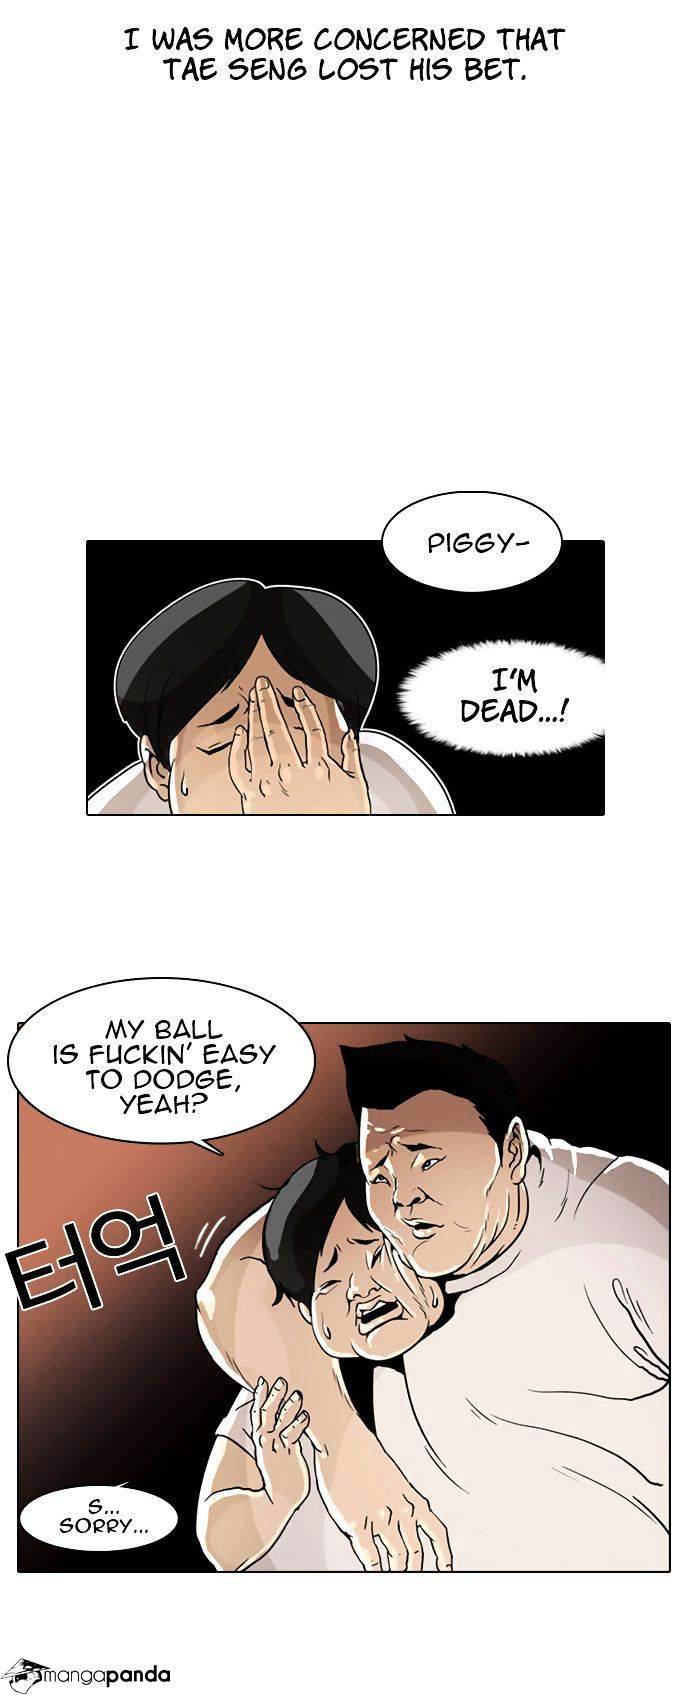 I WAS MORE CONCERNED THAT
TAE SENG LOST HIS BET.
PIGGY-
I'M
DEAD...!
MY BALL
IS FUCKIN' EASY
TO DODGE,
YEAH?
터억
S...
SORRY...
mangapanda